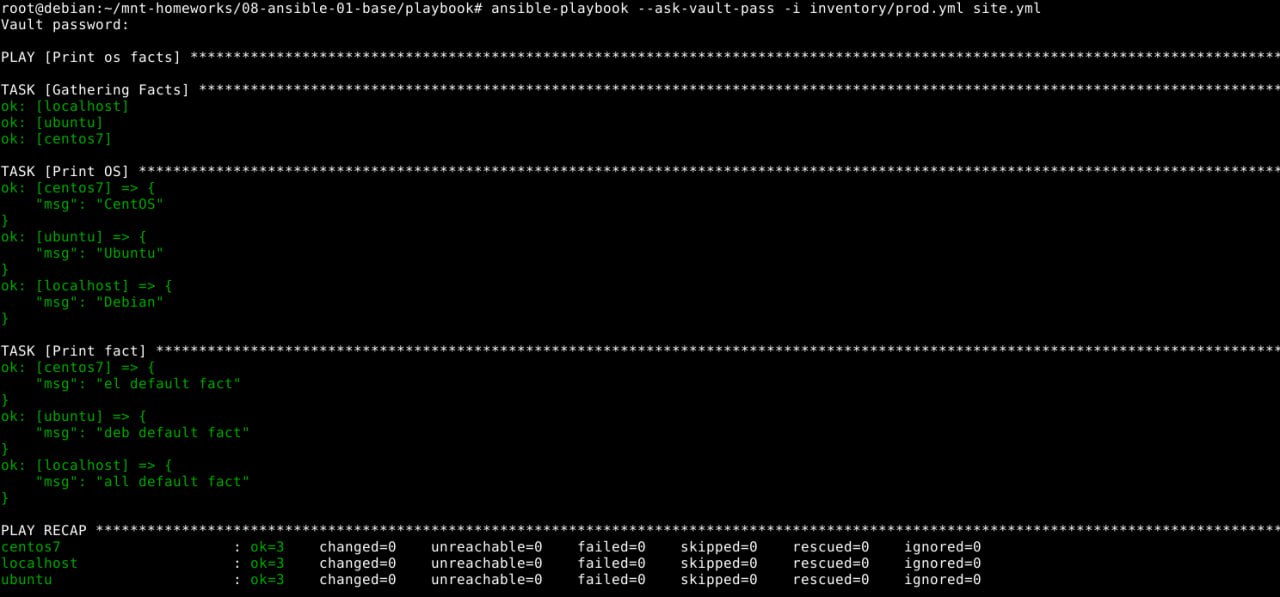 root@debian:~/mnt-homeworks/08-ansible-01-base/playbook# ansible-playbook --ask-vault-pass -i inventory/prod.yml site.yml
Vault password:
PLAY [Print os facts] ********************************************************************************************************************************
TASK [Gathering Facts] *******************************************************************************************************************************
ok: [localhost]
ok: [ubuntu]
ok: [centos7]
TASK [Print OS] **************************************************************************************************************************************
ok: [centos7] => {
    "msg": "CentOS"
}
ok: [ubuntu] => {
    "msg": "Ubuntu"
}
ok: [localhost] => {
    "msg": "Debian"
}
TASK [Print fact] ************************************************************************************************************************************
ok: [centos7] => {
    "msg": "el default fact"
}
ok: [ubuntu] => {
    "msg": "deb default fact"
}
ok: [localhost] => {
    "msg": "all default fact"
}
PLAY RECAP *******************************************************************************************************************************************
centos7                    : ok=3    changed=0    unreachable=0    failed=0    skipped=0    rescued=0    ignored=0
localhost                  : ok=3    changed=0    unreachable=0    failed=0    skipped=0    rescued=0    ignored=0
ubuntu                     : ok=3    changed=0    unreachable=0    failed=0    skipped=0    rescued=0    ignored=0